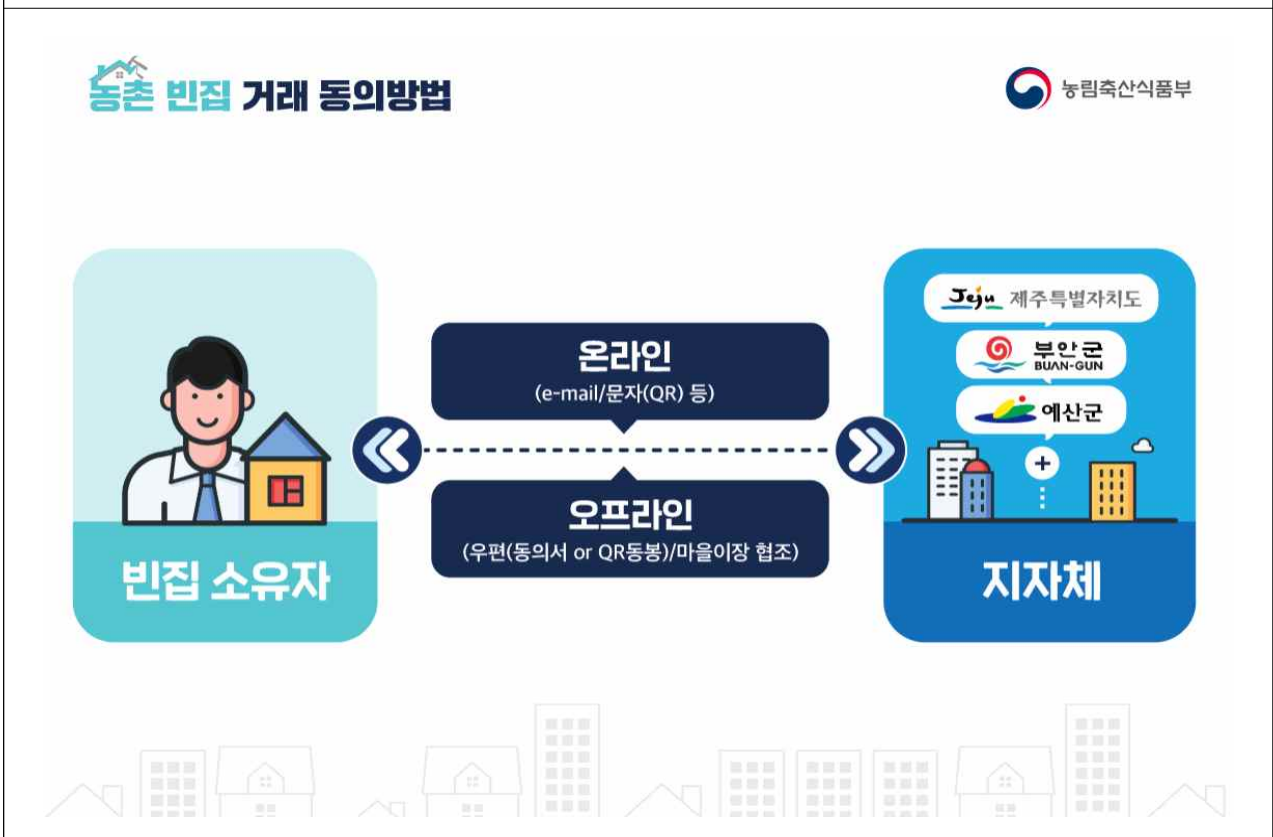 농촌 빈집 거래 동의방법
농림축산식품부
Jeju 제주특별자치도
부안군
BUAN-GUN
예산군
+
온라인
(e-mail/문자(QR) 등)
오프라인
(우편(동의서 or QR동봉)/마을이장 협조)
빈집 소유자
지자체